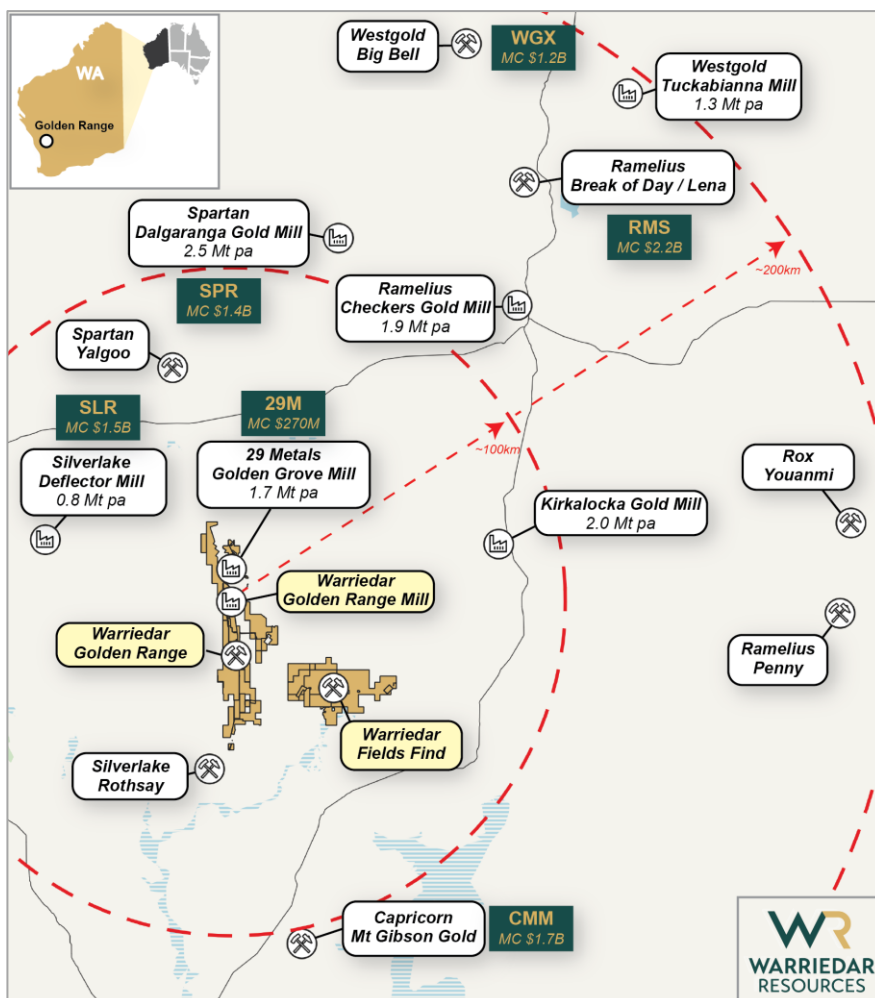 WA
Golden Range
Westgold
Big Bell
WGX
MC $1.2B
Westgold
Tuckabianna Mill
1.3 Mt pa
Ramelius
Break of Day / Lena
RMS
MC $2.2B
Spartan
Dalgaranga Gold Mill
2.5 Mt pa
SPR
MC $1.4B
~200km
Ramelius
Checkers Gold Mill
1.9 Mt pa
Spartan
Yalgoo
SLR
MC $1.5B
29M
MC $270M
~100km
Silverlake
Deflector Mill
0.8 Mt pa
29 Metals
Golden Grove Mill
1.7 Mt pa
Rox
Youanmi
Kirkalocka Gold Mill
2.0 Mt pa
Warriedar
Golden Range Mill
Warriedar
Golden Range
Ramelius
Penny
Warriedar
Fields Find
Silverlake
Rothsay
Capricorn
Mt Gibson Gold
CMM
MC $1.7B
WR
WARRIEDAR
RESOURCES